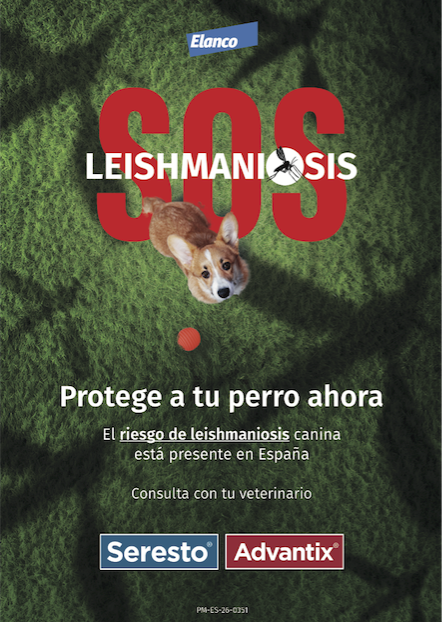 Elanco
SOS
LEISHMANIOSIS
Protege a tu perro ahora
El riesgo de leishmaniosis canina
está presente en España
Consulta con tu veterinario
Seresto® Advantix®
PM-ES-26-0351